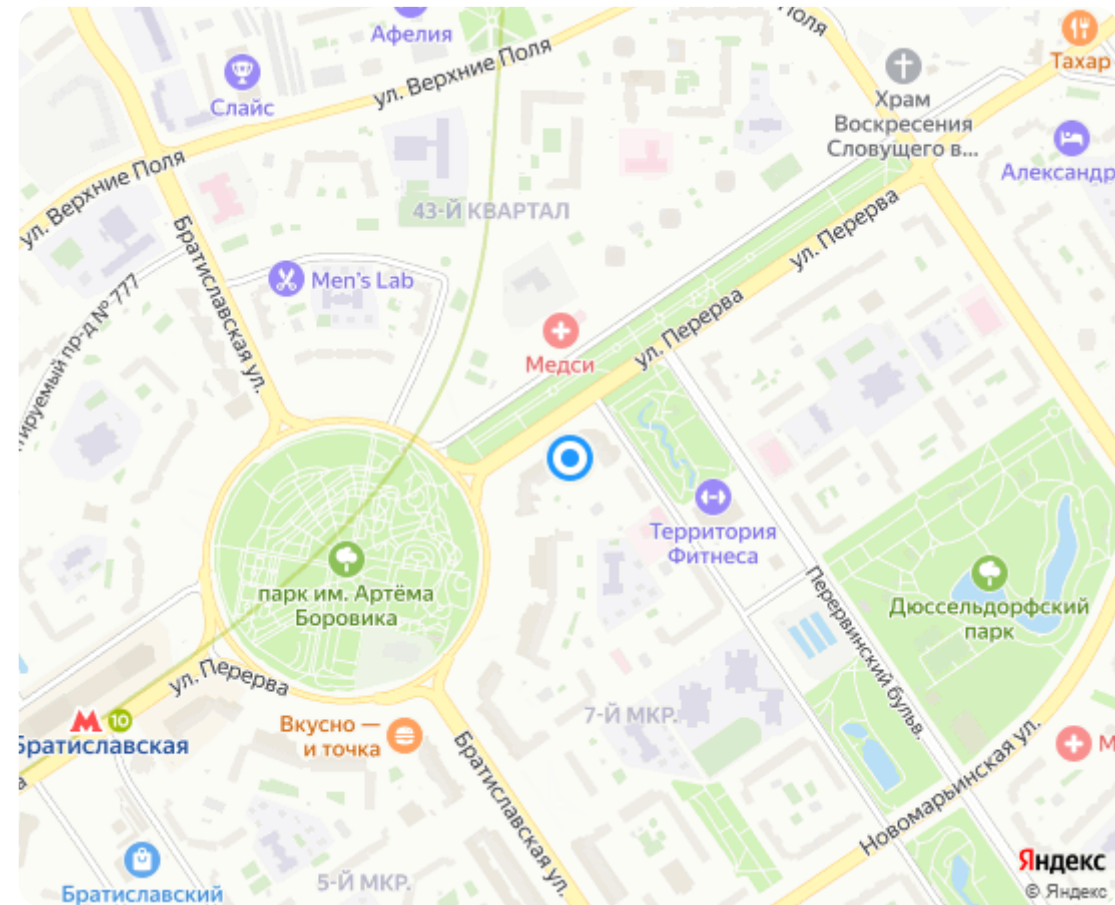 Афелия
ул. Верхние Поля
Поля
Тахар
Слайс
Храм
Воскресения
Словущего в...
Александр
ул. Верхние Поля
43-Й КВАРТАЛ
Братиславская ул.
ул. Перерва
Men's Lab
тируемый пр-д № 777
ул. Перерва
Медси
Территория
Фитнеса
парк им. Артёма
Боровика
Дюссельдорфский
парк
Перервинский бульв.
ул. Перерва
10
Братиславская
Вкусно —
и точка
7-Й МКР.
Братиславская ул.
Новомарьинская ул.
М
а
5-Й МКР.
Братиславский
Яндекс
© Яндекс